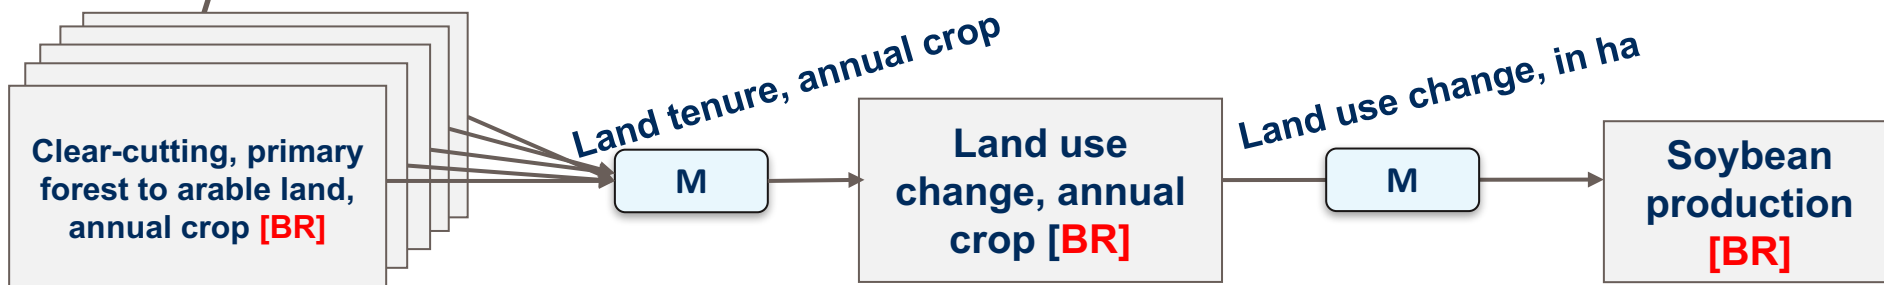 Clear-cutting, primary
forest to arable land,
annual crop [BR]
Land tenure, annual crop
M
Land use
change, annual
crop [BR]
Land use change, in ha
M
Soybean
production
[BR]